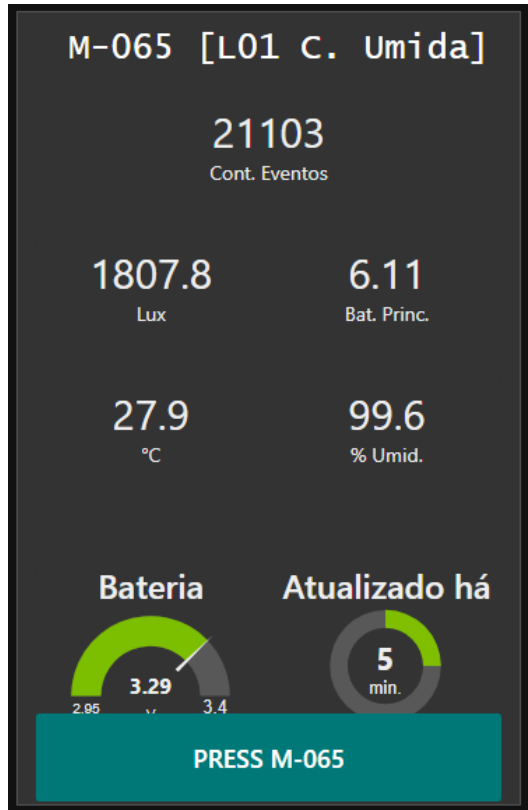 M-065 [L01 C. Umida]
21103
Cont. Eventos
1807.8 6.11
Lux Bat. Princ.
27.9 99.6
°C % Umid.
Bateria Atualizado há
3.29 5
min.
2.95 3.4
PRESS M-065